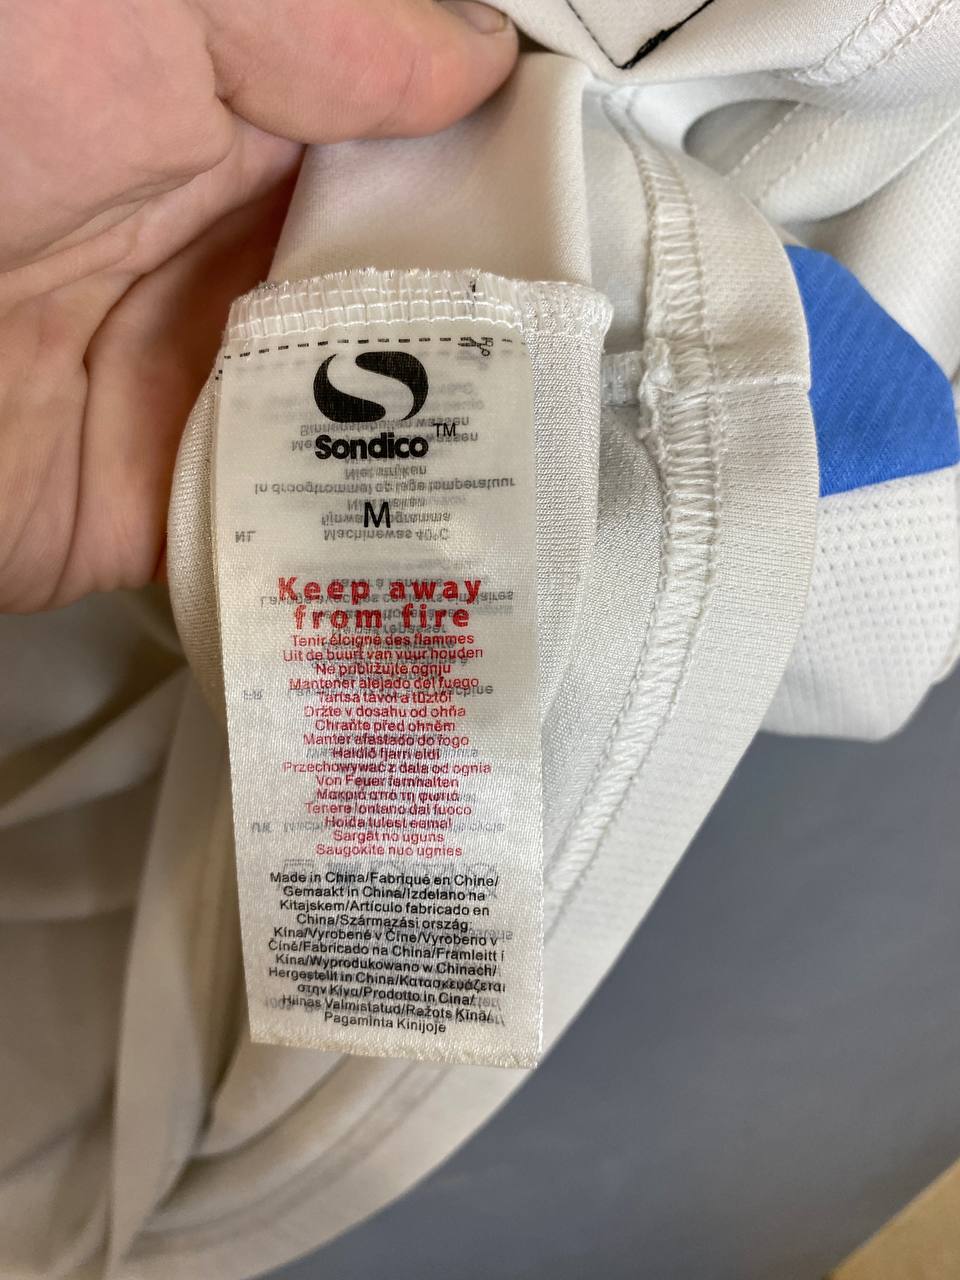 Sondico™
M
Keep away
from fire
Tenir éloigné des flammes
Uit de buurt van vuur houden
Ne približujte ognju
Mantener alejado del fuego
Tartsa távol a tűztől
Držte v dosahu od ohňa
Chraňte před ohněm
Manter afastado do fogo
Haldið fjarri eldi
Przechowywać z dala od ognia
Von Feuer fernhalten
Μακριά από τη φωτιά
Tenere lontano dal fuoco
Hoida tulest eemal
Sargāt no uguns
Saugokite nuo ugnies
Made in China/Fabriqué en Chine/
Gemaakt in China/Izdelano na
Kitajskem/Artículo fabricado en
China/Származási ország:
Kína/Vyrobené v Číne/Vyrobeno v
Číně/Fabricado na China/Framleitt í
Kína/Wyprodukowano w Chinach/
Hergestellt in China/Κατασκευάζεται
στην Κίνα/Prodotto in Cina/
Hiinas Valmistatud/Ražots Ķīnā/
Pagaminta Kinijoje